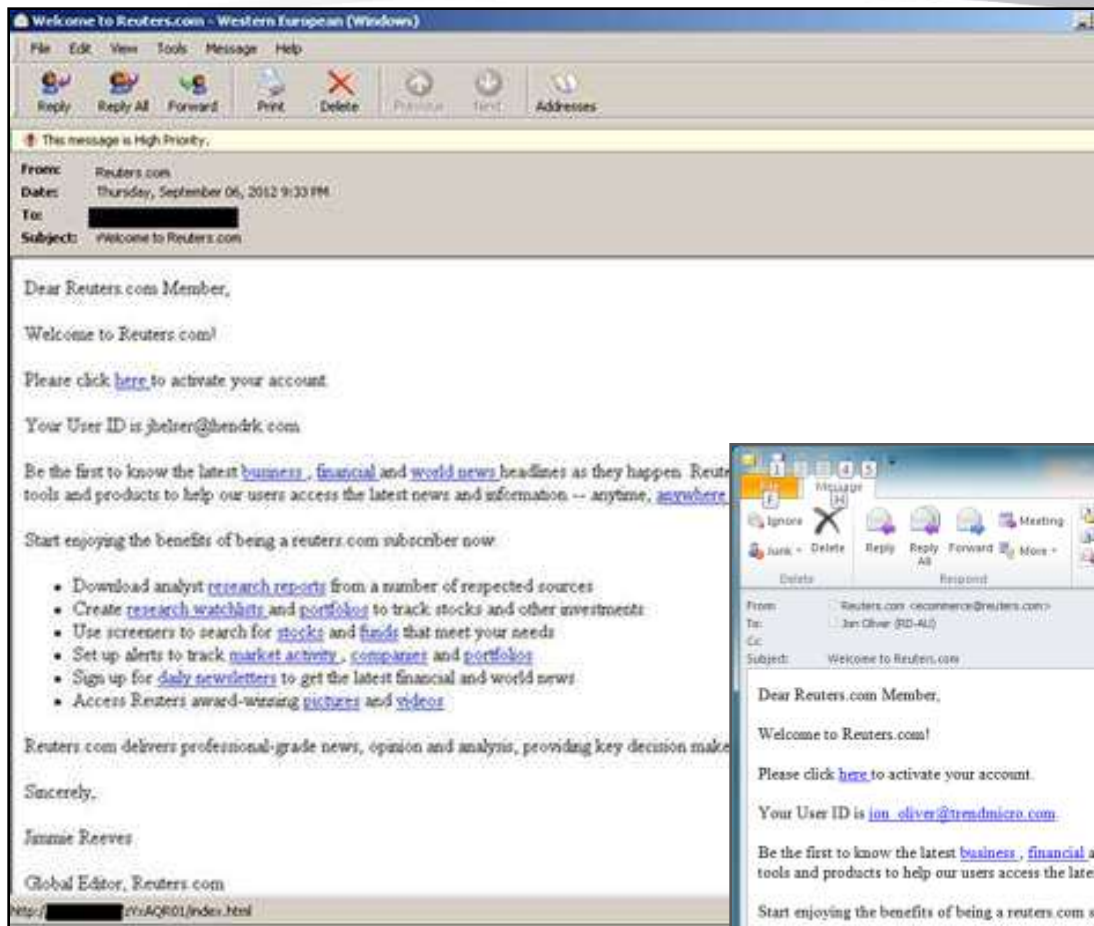 Welcome to Reuters.com - Western European (Windows)
File Edit View Tools Message Help
Reply Reply All Forward Print Delete Previous Next Addresses
This message is High Priority.
From: Reuters.com
Date: Thursday, September 06, 2012 9:33 PM
To:
Subject: Welcome to Reuters.com
Dear Reuters.com Member,
Welcome to Reuters.com!
Please click here to activate your account.
Your User ID is jhelser@hendrk.com
Be the first to know the latest business , financial and world news headlines as they happen. Reute
tools and products to help our users access the latest news and information -- anytime, anywhere
Start enjoying the benefits of being a reuters.com subscriber now:
• Download analyst research reports from a number of respected sources
• Create research watchlists and portfolios to track stocks and other investments
• Use screeners to search for stocks and funds that meet your needs
• Set up alerts to track market activity , companies and portfolios
• Sign up for daily newsletters to get the latest financial and world news
• Access Reuters award-winning pictures and videos
Reuters.com delivers professional-grade news, opinion and analysis, providing key decision make
Sincerely,
Jimmie Reeves
Global Editor, Reuters.com
http:/
AQR01/index.html
1 4 5
File Message
F H
Ignore Meeting
Junk Delete Reply Reply All Forward More
Delete Respond
From: Reuters.com <ecommerce@reuters.com>
To: Jon Oliver (RD-AU)
Cc:
Subject: Welcome to Reuters.com
Dear Reuters.com Member,
Welcome to Reuters.com!
Please click here to activate your account.
Your User ID is jon_oliver@trendmicro.com
Be the first to know the latest business , financial a
tools and products to help our users access the late
Start enjoying the benefits of being a reuters.com s